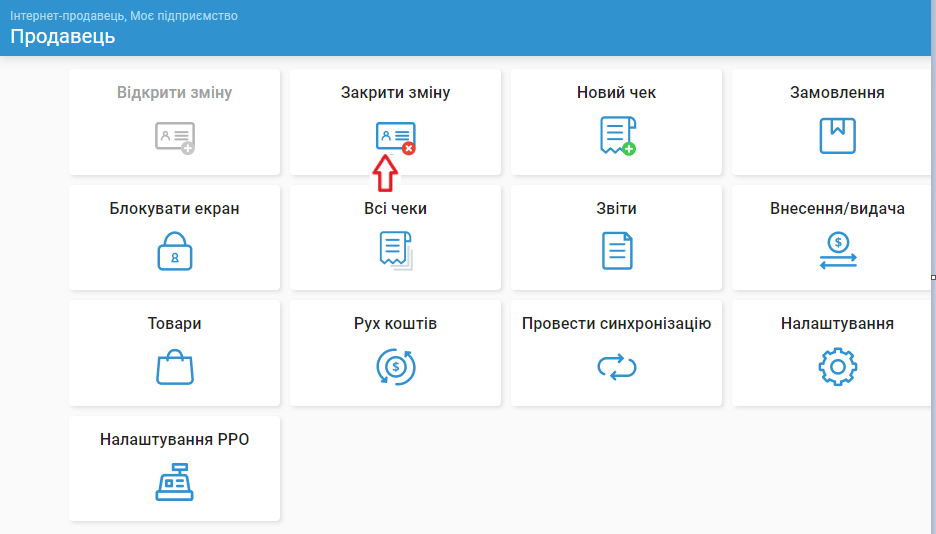 Інтернет-продавець, Моє підприємство
Продавець
Відкрити зміну
Закрити зміну
Новий чек
Замовлення
Блокувати екран
Всі чеки
Звіти
Внесення/видача
Товари
Рух коштів
Провести синхронізацію
Налаштування
Налаштування РРО